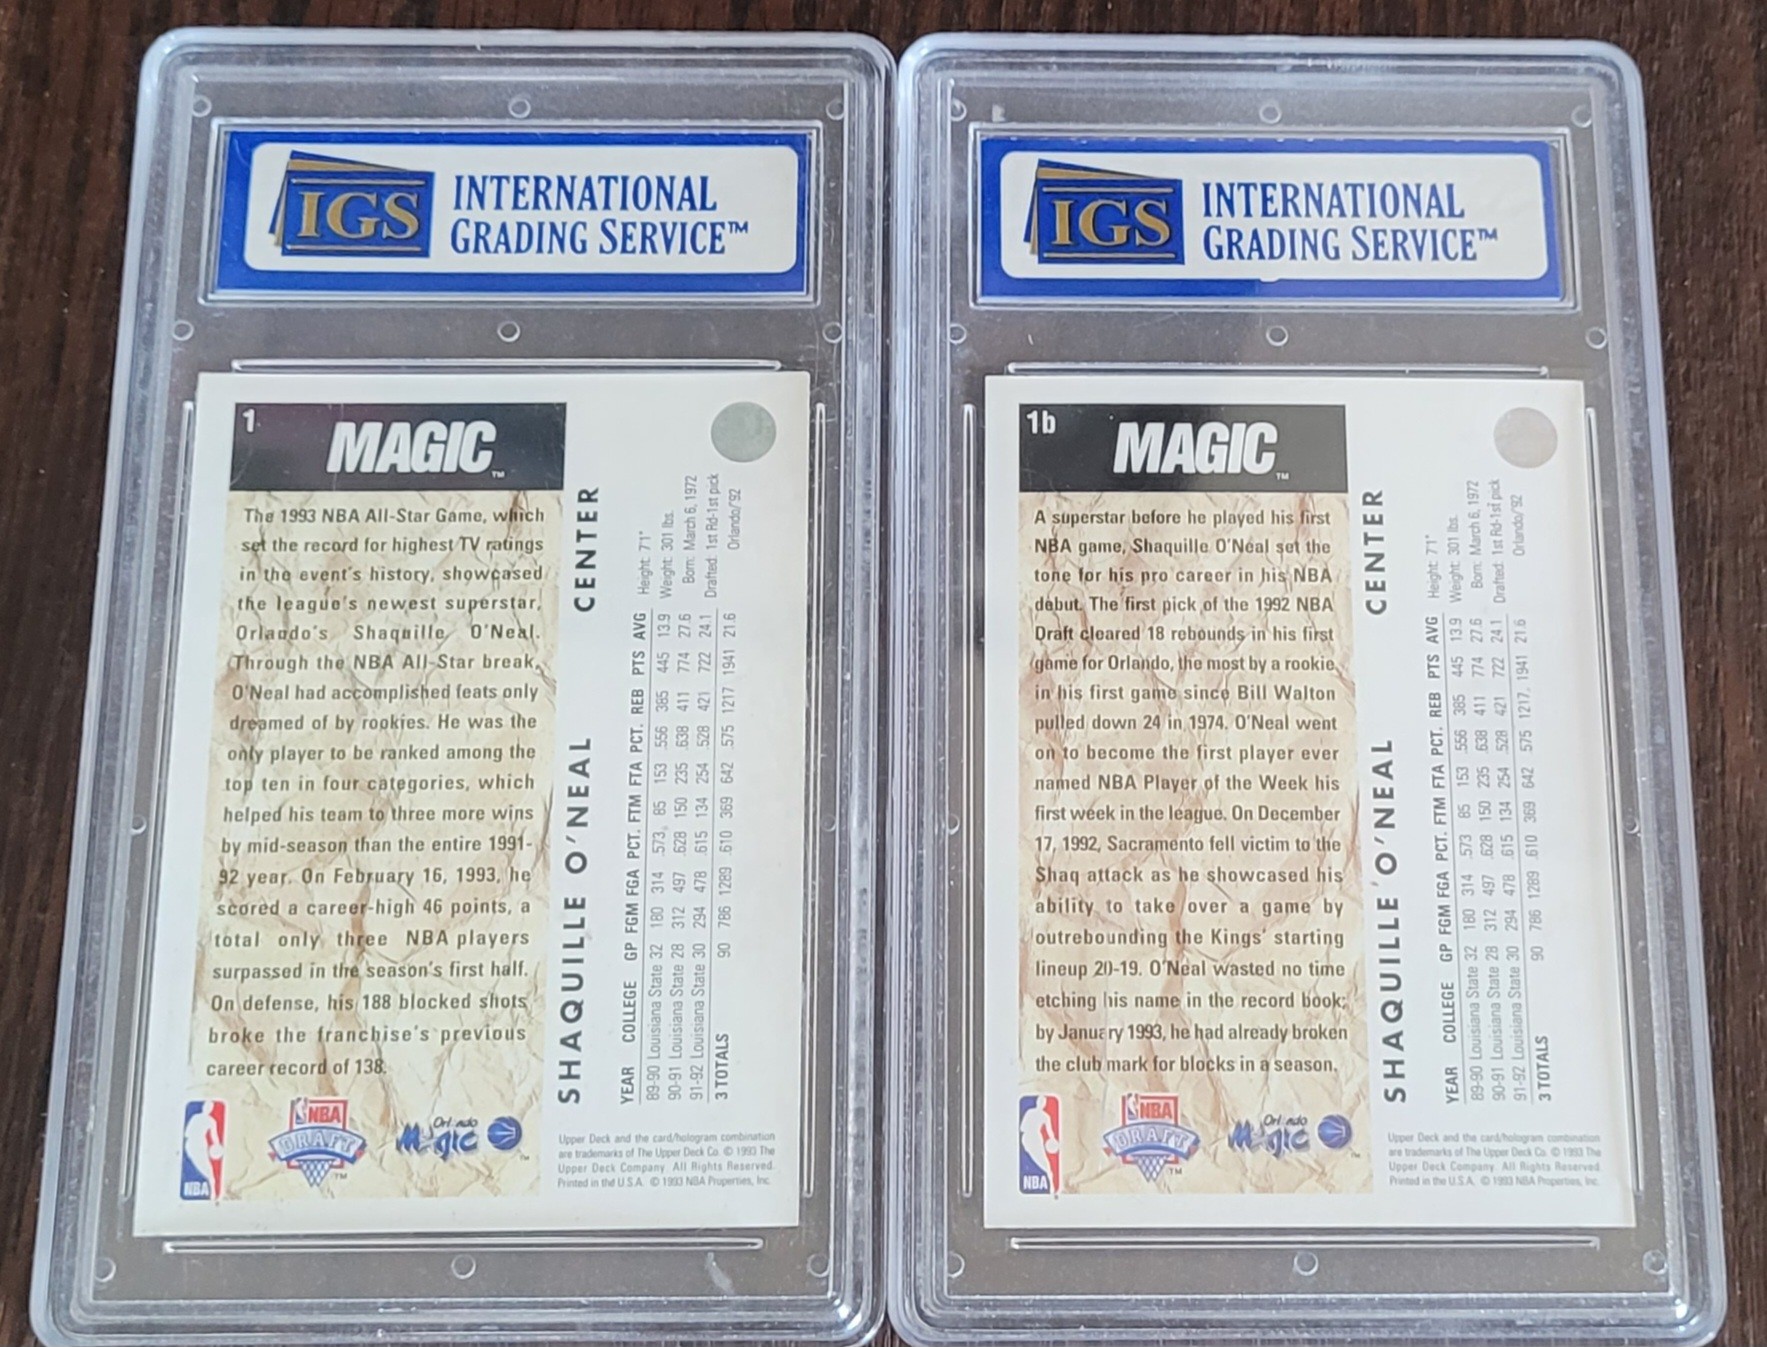 IGS
INTERNATIONAL
GRADING SERVICE™
1
MAGIC™
The 1993 NBA All-Star Game, which
set the record for highest TV ratings
in the event's history, showcased
the league's newest superstar,
Orlando's Shaquille O'Neal.
Through the NBA All-Star break,
O'Neal had accomplished feats only
dreamed of by rookies. He was the
only player to be ranked among the
top ten in four categories, which
helped his team to three more wins
by mid-season than the entire 1991-
92 year. On February 16, 1993, he
scored a career-high 46 points, a
total only three NBA players
surpassed in the season's first half.
On defense, his 188 blocked shots
broke the franchise's previous
career record of 138.
SHAQUILLE O'NEAL CENTER
Height: 7'1"
Weight: 301 lbs.
Born: March 6, 1972
Drafted: 1st Rd-1st pick
Orlando/'92
YEAR COLLEGE GP FGM FGA PCT. FTM FTA PCT. REB PTS AVG
89-90 Louisiana State 32 180 314 .573 85 153 .556 385 445 13.9
90-91 Louisiana State 28 312 497 .628 150 235 .638 411 774 27.6
91-92 Louisiana State 30 294 478 .615 134 254 .528 421 722 24.1
3 TOTALS 90 786 1289 .610 369 642 .575 1217 1941 21.6
NBA
NBA
DRAFT™
Orlando
Magic™
Upper Deck and the card/hologram combination
are trademarks of The Upper Deck Co. © 1993 The
Upper Deck Company. All Rights Reserved.
Printed in the U.S.A. © 1993 NBA Properties, Inc.
IGS
INTERNATIONAL
GRADING SERVICE™
1b
MAGIC™
A superstar before he played his first
NBA game, Shaquille O'Neal set the
tone for his pro career in his NBA
debut. The first pick of the 1992 NBA
Draft cleared 18 rebounds in his first
game for Orlando, the most by a rookie
in his first game since Bill Walton
pulled down 24 in 1974. O'Neal went
on to become the first player ever
named NBA Player of the Week his
first week in the league. On December
17, 1992, Sacramento fell victim to the
Shaq attack as he showcased his
ability to take over a game by
outrebounding the Kings' starting
lineup 20-19. O'Neal wasted no time
etching his name in the record book;
by January 1993, he had already broken
the club mark for blocks in a season.
SHAQUILLE O'NEAL CENTER
Height: 7'1"
Weight: 301 lbs.
Born: March 6, 1972
Drafted: 1st Rd-1st pick
Orlando/'92
YEAR COLLEGE GP FGM FGA PCT. FTM FTA PCT. REB PTS AVG
89-90 Louisiana State 32 180 314 .573 85 153 .556 385 445 13.9
90-91 Louisiana State 28 312 497 .628 150 235 .638 411 774 27.6
91-92 Louisiana State 30 294 478 .615 134 254 .528 421 722 24.1
3 TOTALS 90 786 1289 .610 369 642 .575 1217 1941 21.6
NBA
NBA
DRAFT™
Orlando
Magic™
Upper Deck and the card/hologram combination
are trademarks of The Upper Deck Co. © 1993 The
Upper Deck Company. All Rights Reserved.
Printed in the U.S.A. © 1993 NBA Properties, Inc.